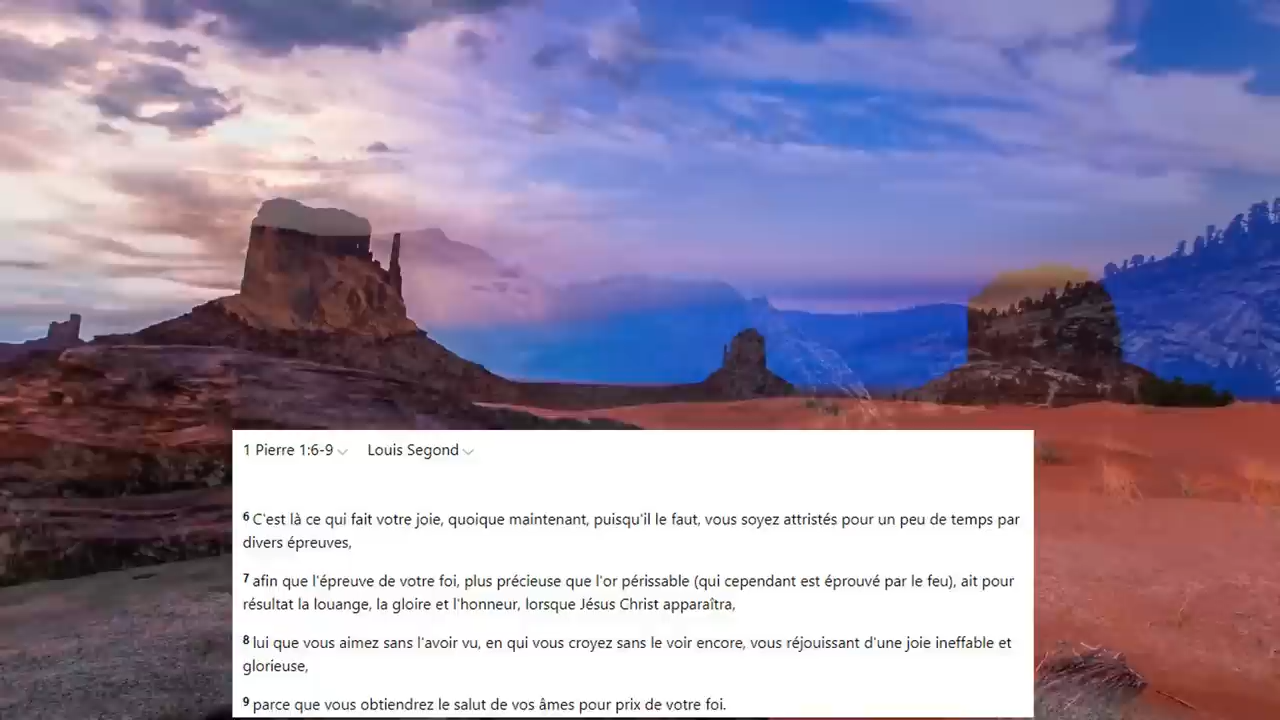 1 Pierre 1:6-9 Louis Segond
6 C'est là ce qui fait votre joie, quoique maintenant, puisqu'il le faut, vous soyez attristés pour un peu de temps par
divers épreuves,
7 afin que l'épreuve de votre foi, plus précieuse que l'or périssable (qui cependant est éprouvé par le feu), ait pour
résultat la louange, la gloire et l'honneur, lorsque Jésus Christ apparaîtra,
8 lui que vous aimez sans l'avoir vu, en qui vous croyez sans le voir encore, vous réjouissant d'une joie ineffable et
glorieuse,
9 parce que vous obtiendrez le salut de vos âmes pour prix de votre foi.